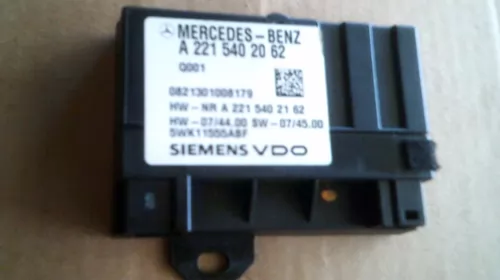 MERCEDES-BENZ
A 221 540 20 62
Q001
0821301008179
HW-NR A 221 540 21 62
HW-07/44.00 SW-07/45.00
5WK11555ABF
SIEMENS VDO